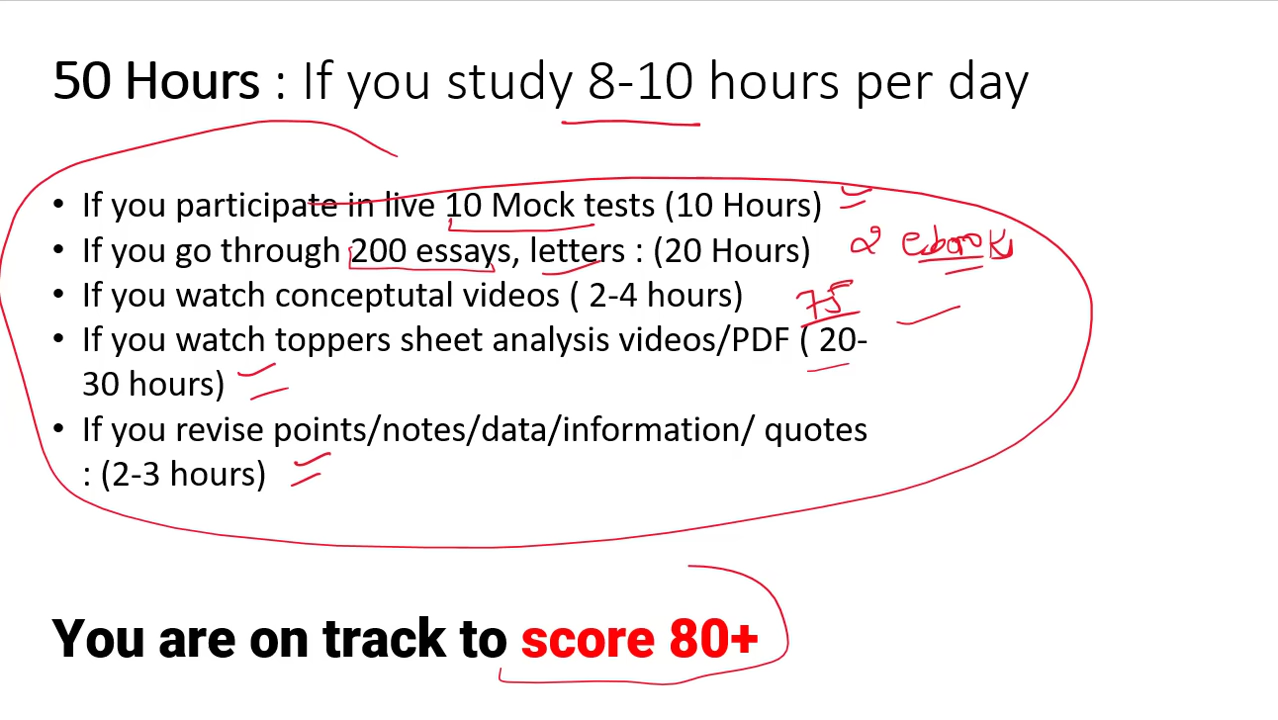 50 Hours : If you study 8-10 hours per day
• If you participate in live 10 Mock tests (10 Hours)
• If you go through 200 essays, letters : (20 Hours) 2 ebook
• If you watch conceptutal videos ( 2-4 hours)
75
• If you watch toppers sheet analysis videos/PDF ( 20-
30 hours)
• If you revise points/notes/data/information/ quotes
: (2-3 hours)
You are on track to score 80+